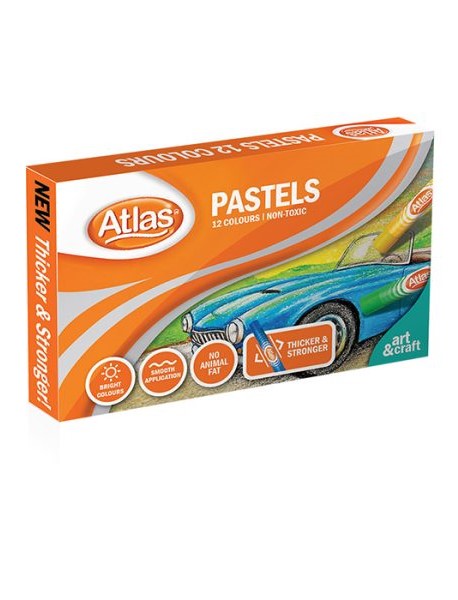 PASTELS 12 COLOURS
NEW Thicker & Stronger!
Atlas®
PASTELS
12 COLOURS | NON-TOXIC
Atlas
BRIGHT
COLOURS
SMOOTH
APPLICATION
NO
ANIMAL
FAT
THICKER &
STRONGER
art
&craft